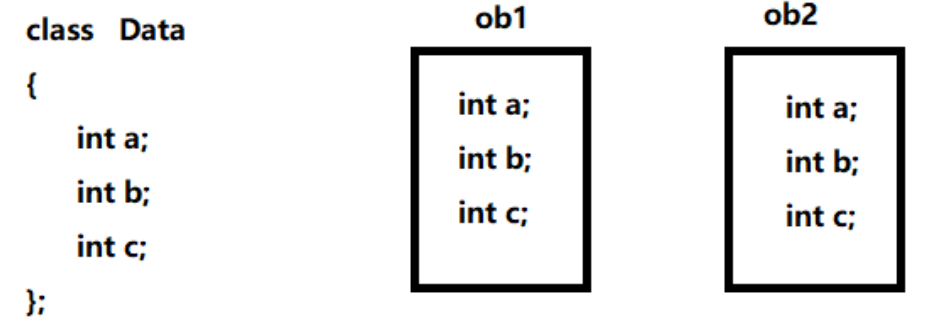 class Data
{
int a;
int b;
int c;
};
ob1
int a;
int b;
int c;
ob2
int a;
int b;
int c;